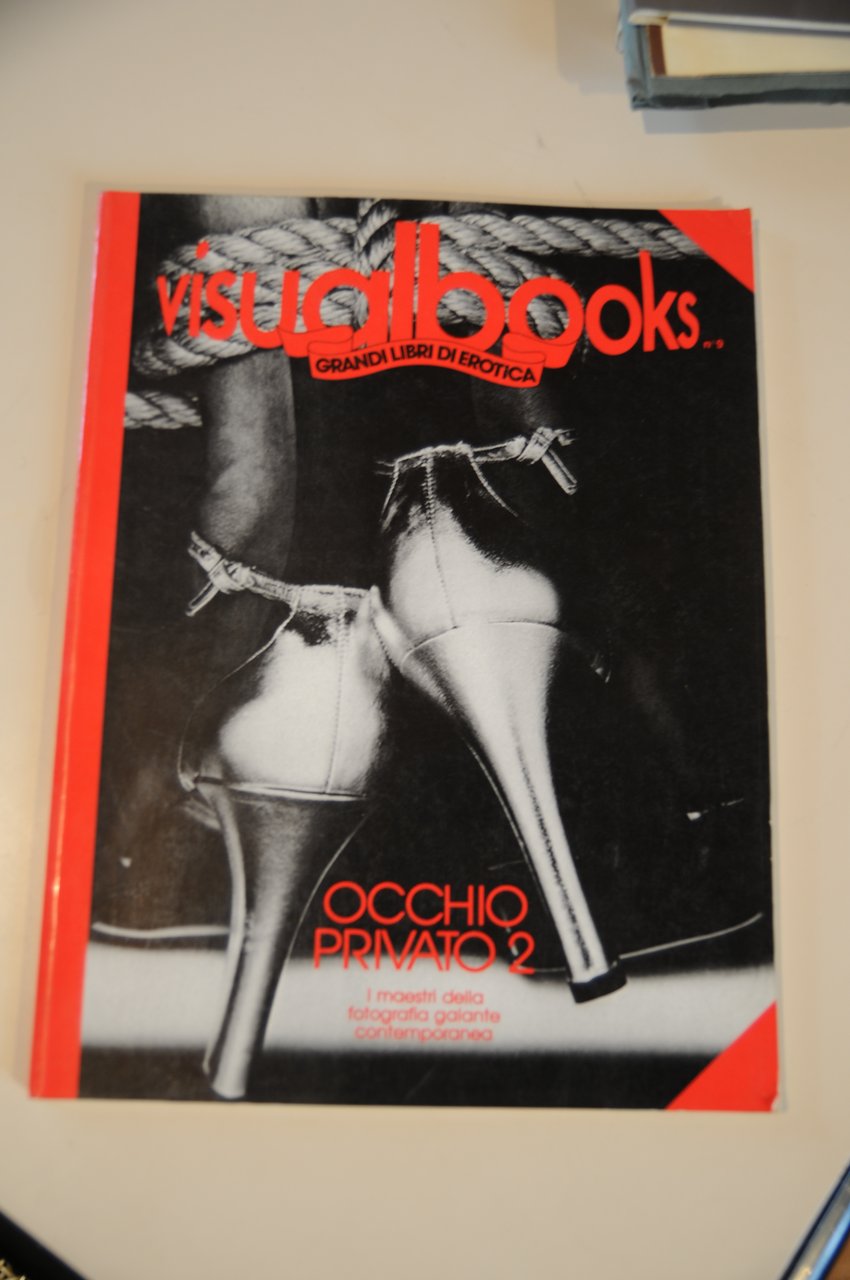 visualbooks n°9
GRANDI LIBRI DI EROTICA
OCCHIO
PRIVATO 2
I maestri della
fotografia galante
contemporanea